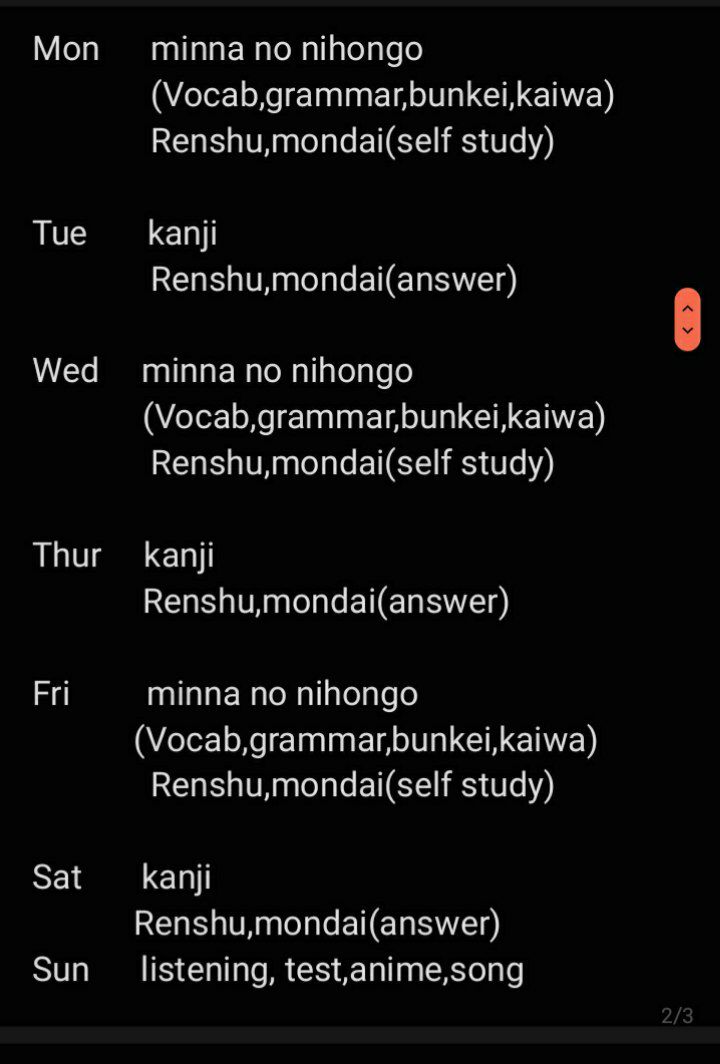 Mon minna no nihongo
(Vocab,grammar,bunkei,kaiwa)
Renshu,mondai(self study)
Tue kanji
Renshu,mondai(answer)
Wed minna no nihongo
(Vocab,grammar,bunkei,kaiwa)
Renshu,mondai(self study)
Thur kanji
Renshu,mondai(answer)
Fri minna no nihongo
(Vocab,grammar,bunkei,kaiwa)
Renshu,mondai(self study)
Sat kanji
Renshu,mondai(answer)
Sun listening, test,anime,song
2/3